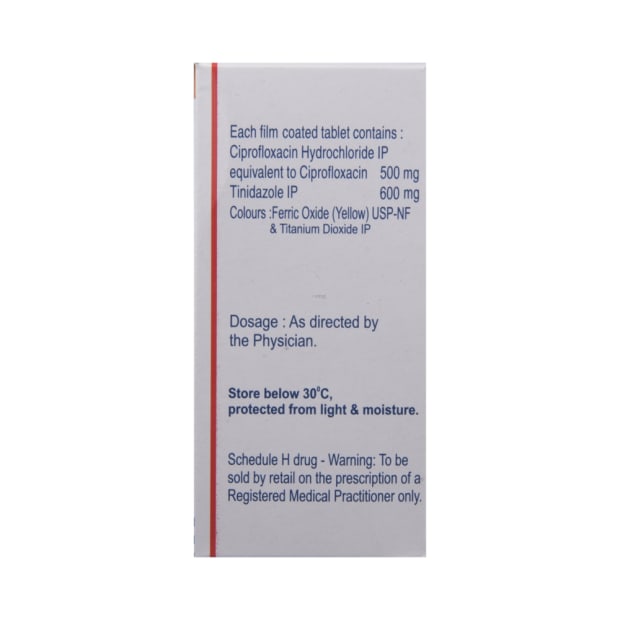 Each film coated tablet contains :
Ciprofloxacin Hydrochloride IP
equivalent to Ciprofloxacin 500 mg
Tinidazole IP 600 mg
Colours :Ferric Oxide (Yellow) USP-NF
& Titanium Dioxide IP
Dosage : As directed by
the Physician.
Store below 30°C,
protected from light & moisture.
Schedule H drug - Warning: To be
sold by retail on the prescription of a
Registered Medical Practitioner only.